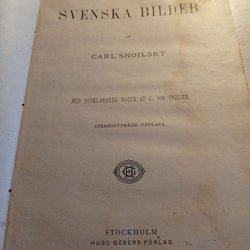 SVENSKA BILDER
AF
CARL SNOILSKY
MED FÖRKLARANDE NOTER AF C. VON FRIESEN
STEREOTYPERAD UPPLAGA.
STOCKHOLM
HUGO GEBERS FÖRLAG